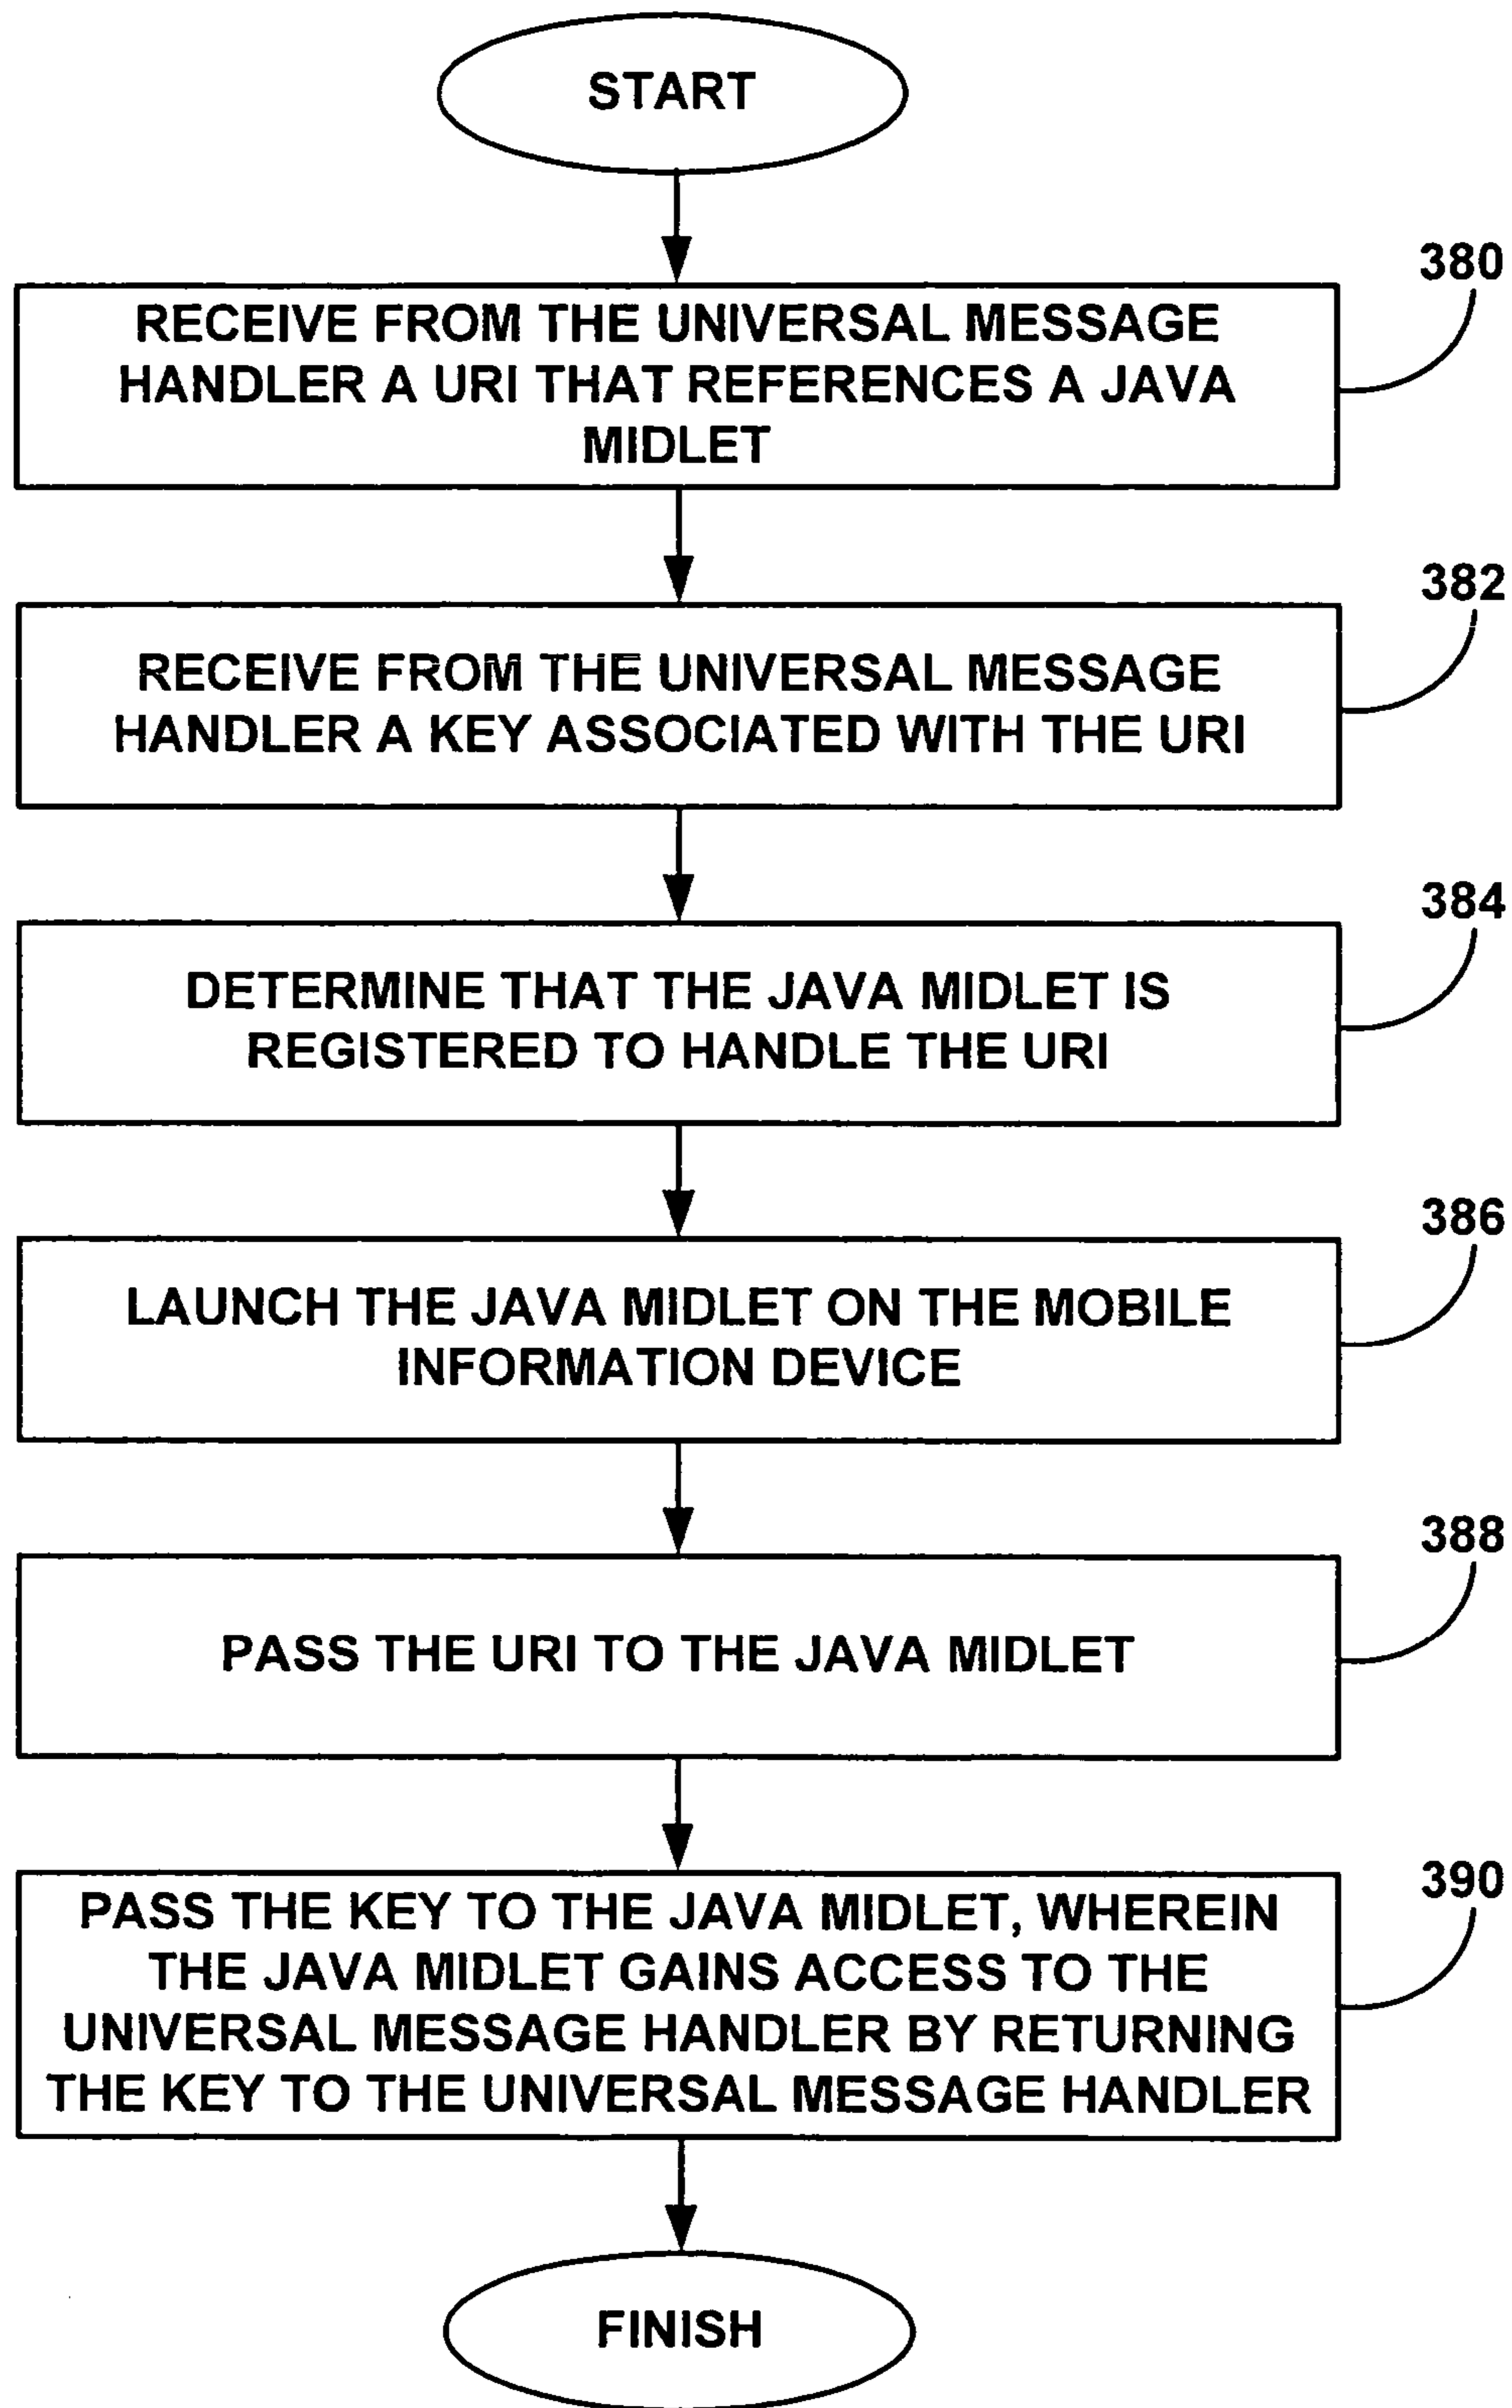 START
380
RECEIVE FROM THE UNIVERSAL MESSAGE
HANDLER A URI THAT REFERENCES A JAVA
MIDLET
382
RECEIVE FROM THE UNIVERSAL MESSAGE
HANDLER A KEY ASSOCIATED WITH THE URI
384
DETERMINE THAT THE JAVA MIDLET IS
REGISTERED TO HANDLE THE URI
386
LAUNCH THE JAVA MIDLET ON THE MOBILE
INFORMATION DEVICE
388
PASS THE URI TO THE JAVA MIDLET
390
PASS THE KEY TO THE JAVA MIDLET, WHEREIN
THE JAVA MIDLET GAINS ACCESS TO THE
UNIVERSAL MESSAGE HANDLER BY RETURNING
THE KEY TO THE UNIVERSAL MESSAGE HANDLER
FINISH